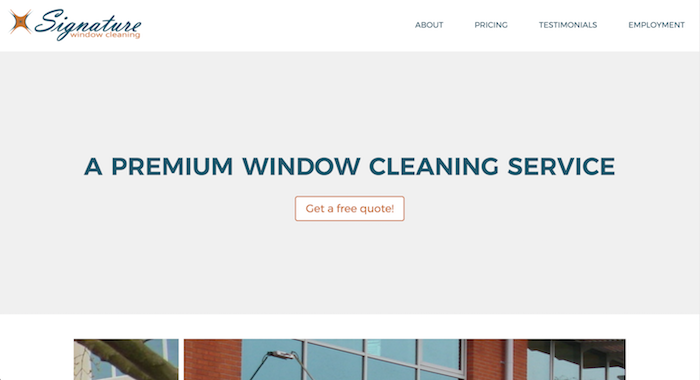 Signature
window cleaning
ABOUT PRICING TESTIMONIALS EMPLOYMENT
A PREMIUM WINDOW CLEANING SERVICE
Get a free quote!